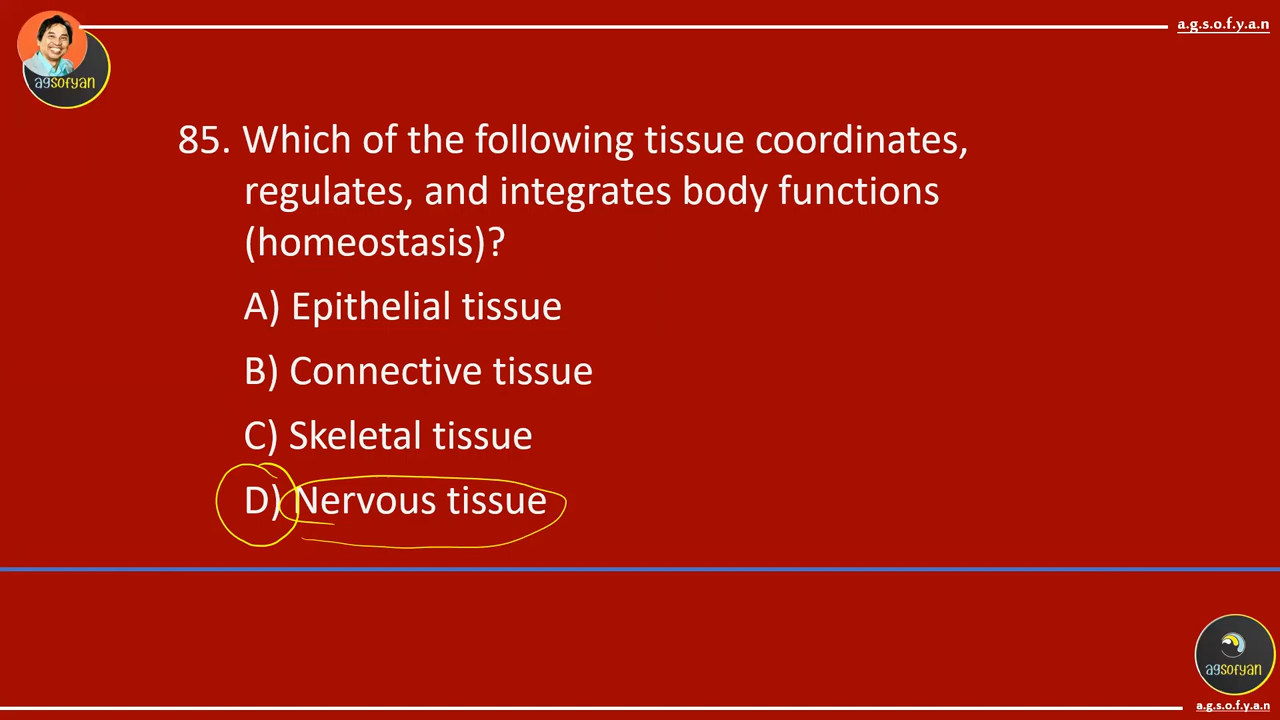 a.g.s.o.f.y.a.n
agsofyan
85. Which of the following tissue coordinates,
regulates, and integrates body functions
(homeostasis)?
A) Epithelial tissue
B) Connective tissue
C) Skeletal tissue
D) Nervous tissue
agsofyan
a.g.s.o.f.y.a.n